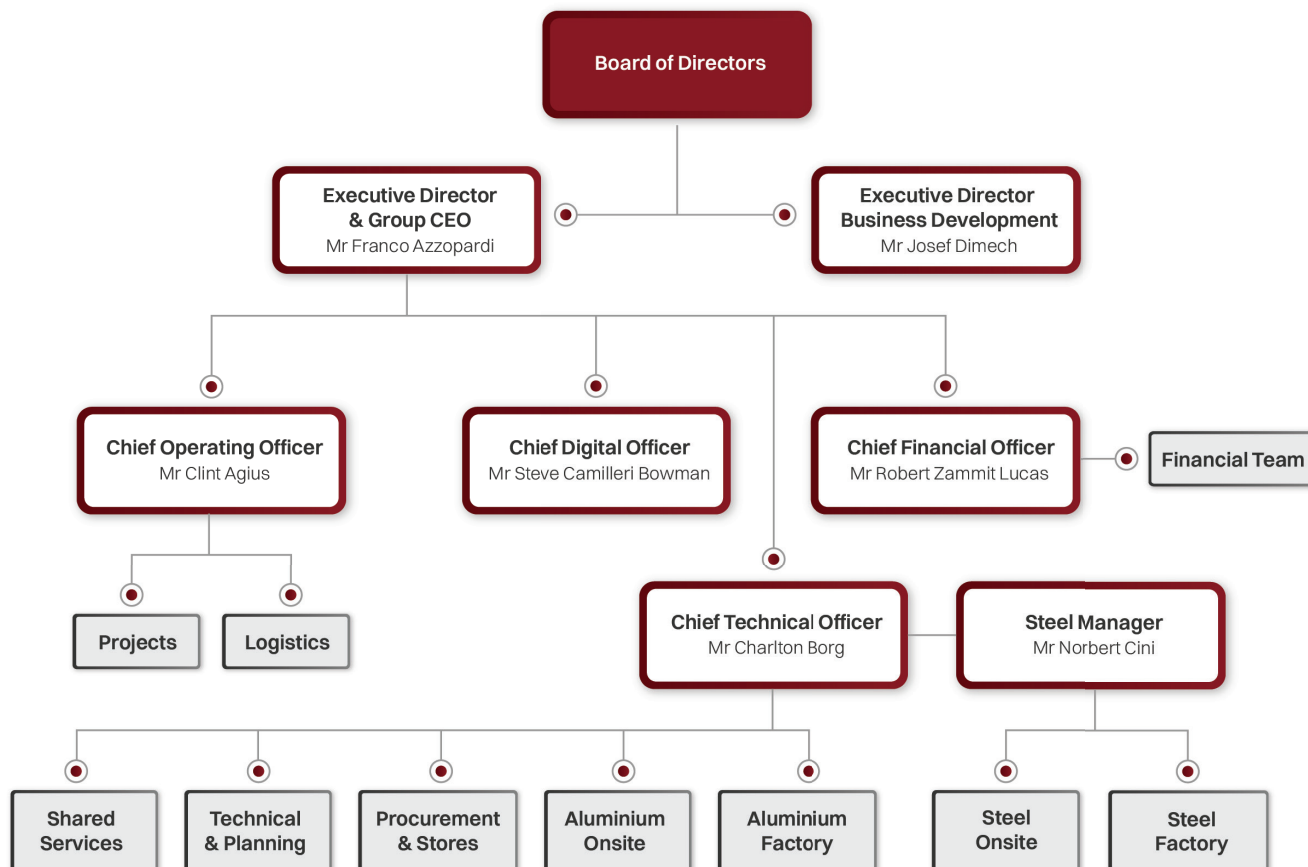 Board of Directors
Executive Director
& Group CEO
Mr Franco Azzopardi
Executive Director
Business Development
Mr Josef Dimech
Chief Operating Officer
Mr Clint Agius
Chief Digital Officer
Mr Steve Camilleri Bowman
Chief Financial Officer
Mr Robert Zammit Lucas
Financial Team
Projects
Logistics
Chief Technical Officer
Mr Charlton Borg
Steel Manager
Mr Norbert Cini
Shared
Services
Technical
& Planning
Procurement
& Stores
Aluminium
Onsite
Aluminium
Factory
Steel
Onsite
Steel
Factory